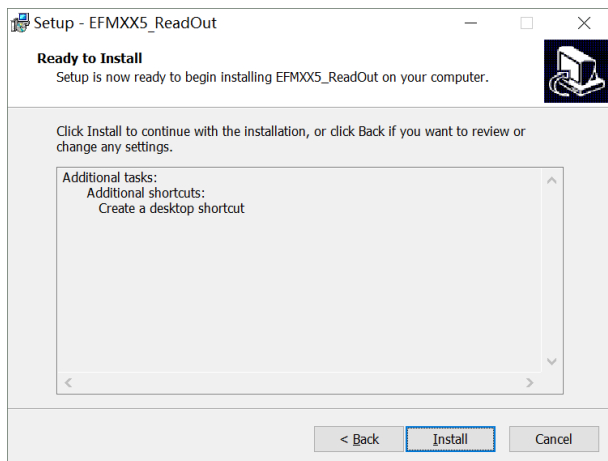 Setup - EFMXX5_ReadOut
Ready to Install
Setup is now ready to begin installing EFMXX5_ReadOut on your computer.
Click Install to continue with the installation, or click Back if you want to review or
change any settings.
Additional tasks:
Additional shortcuts:
Create a desktop shortcut
< Back
Install
Cancel